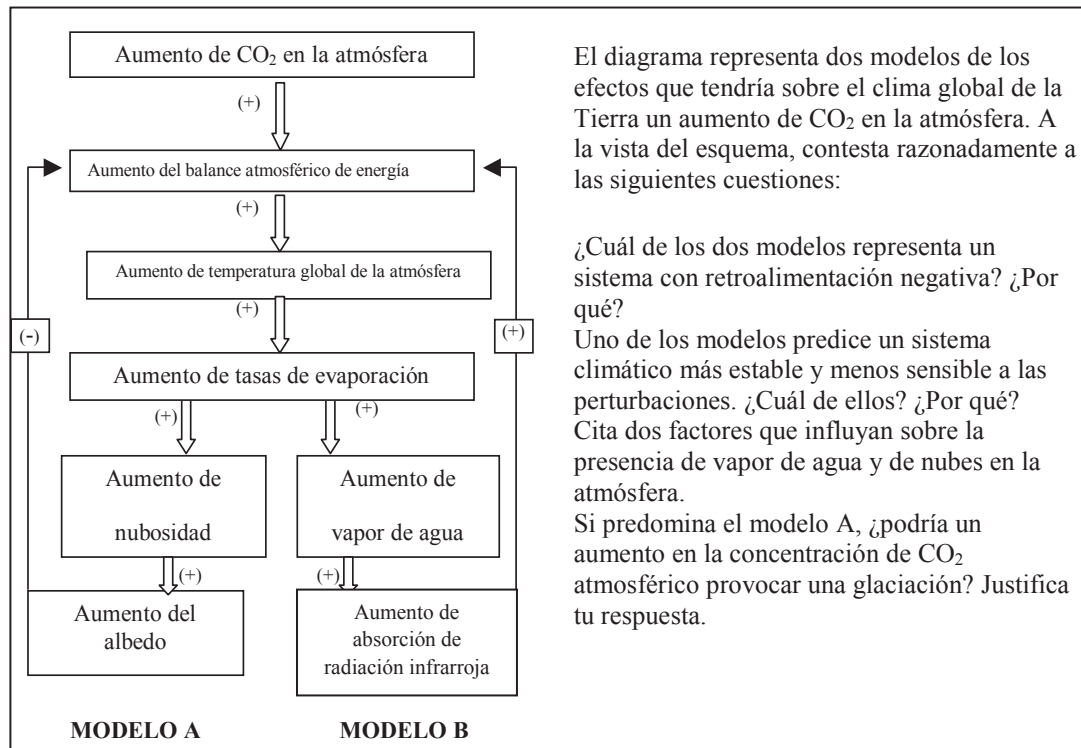 Aumento de CO₂ en la atmósfera
(+)
Aumento del balance atmosférico de energía
(+)
Aumento de temperatura global de la atmósfera
(+)
(-)
(+)
Aumento de tasas de evaporación
(+)
(+)
Aumento de
nubosidad
Aumento de
vapor de agua
(+)
(+)
Aumento del
albedo
Aumento de
absorción de
radiación infrarroja
MODELO A
MODELO B
El diagrama representa dos modelos de los
efectos que tendría sobre el clima global de la
Tierra un aumento de CO₂ en la atmósfera. A
la vista del esquema, contesta razonadamente a
las siguientes cuestiones:
¿Cuál de los dos modelos representa un
sistema con retroalimentación negativa? ¿Por
qué?
Uno de los modelos predice un sistema
climático más estable y menos sensible a las
perturbaciones. ¿Cuál de ellos? ¿Por qué?
Cita dos factores que influyan sobre la
presencia de vapor de agua y de nubes en la
atmósfera.
Si predomina el modelo A, ¿podría un
aumento en la concentración de CO₂
atmosférico provocar una glaciación? Justifica
tu respuesta.